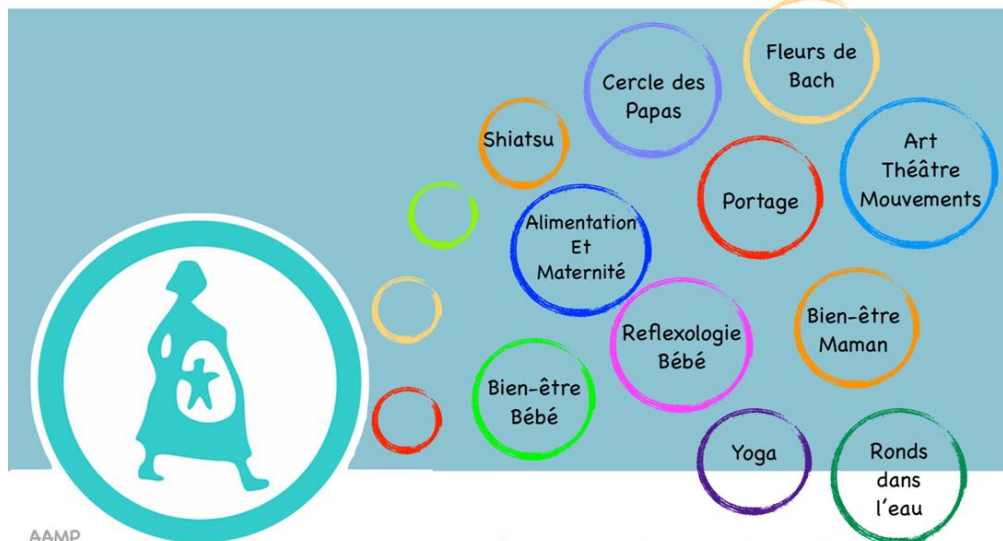 Fleurs de
Bach
Cercle des
Papas
Shiatsu
Art
Théâtre
Mouvements
Portage
Alimentation
Et
Maternité
Reflexologie
Bébé
Bien-être
Maman
Bien-être
Bébé
Yoga
Ronds
dans
l'eau
AAMP